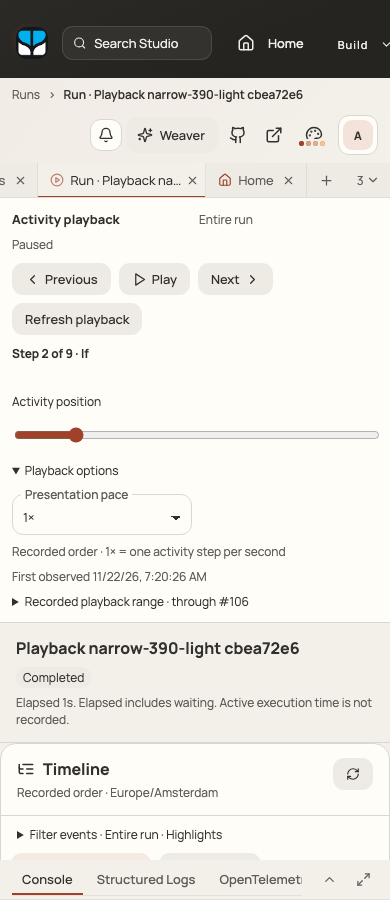 Search Studio
Home
Build
Runs > Run · Playback narrow-390-light cbea72e6
Weaver
A
s
Run · Playback na...
Home
3
Activity playback
Entire run
Paused
Previous
Play
Next
Refresh playback
Step 2 of 9 · If
Activity position
Playback options
Presentation pace
1×
Recorded order · 1× = one activity step per second
First observed 11/22/26, 7:20:26 AM
Recorded playback range · through #106
Playback narrow-390-light cbea72e6
Completed
Elapsed 1s. Elapsed includes waiting. Active execution time is not
recorded.
Timeline
Recorded order · Europe/Amsterdam
Filter events · Entire run · Highlights
Console
Structured Logs
OpenTelemet